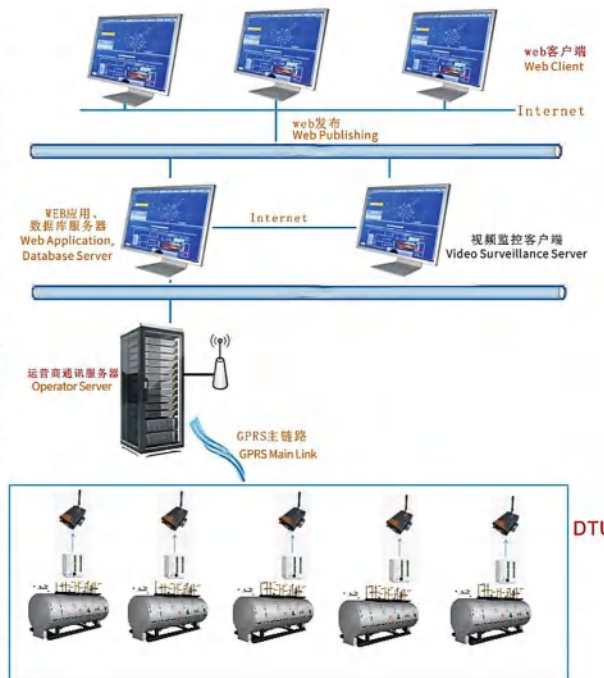 web客户端
Web Client
Internet
web发布
Web Publishing
WEB应用、
数据库服务器
Web Application,
Database Server
Internet
视频监控客户端
Video Surveillance Server
运营商通讯服务器
Operator Server
GPRS主链路
GPRS Main Link
DTU